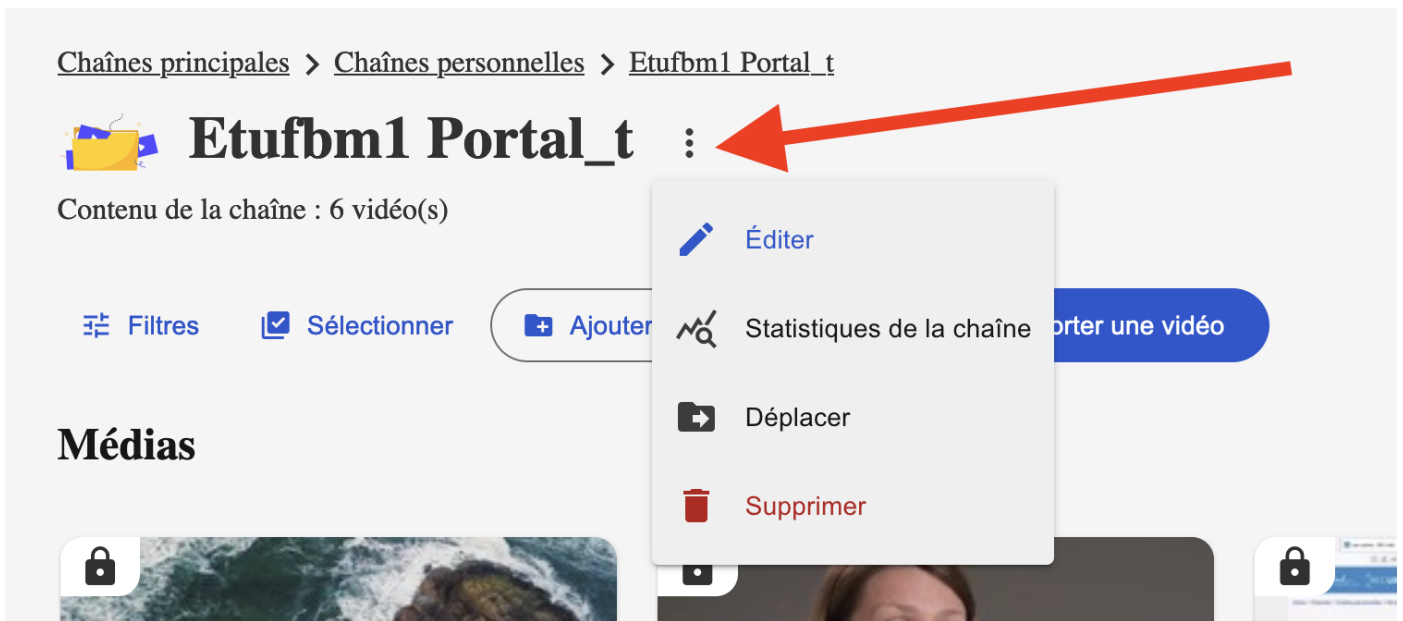 Chaînes principales > Chaînes personnelles > Etufbm1 Portal_t
Etufbm1 Portal_t
Contenu de la chaîne : 6 vidéo(s)
Éditer
Filtres Sélectionner Ajouter orter une vidéo
Statistiques de la chaîne
Déplacer
Supprimer
Médias